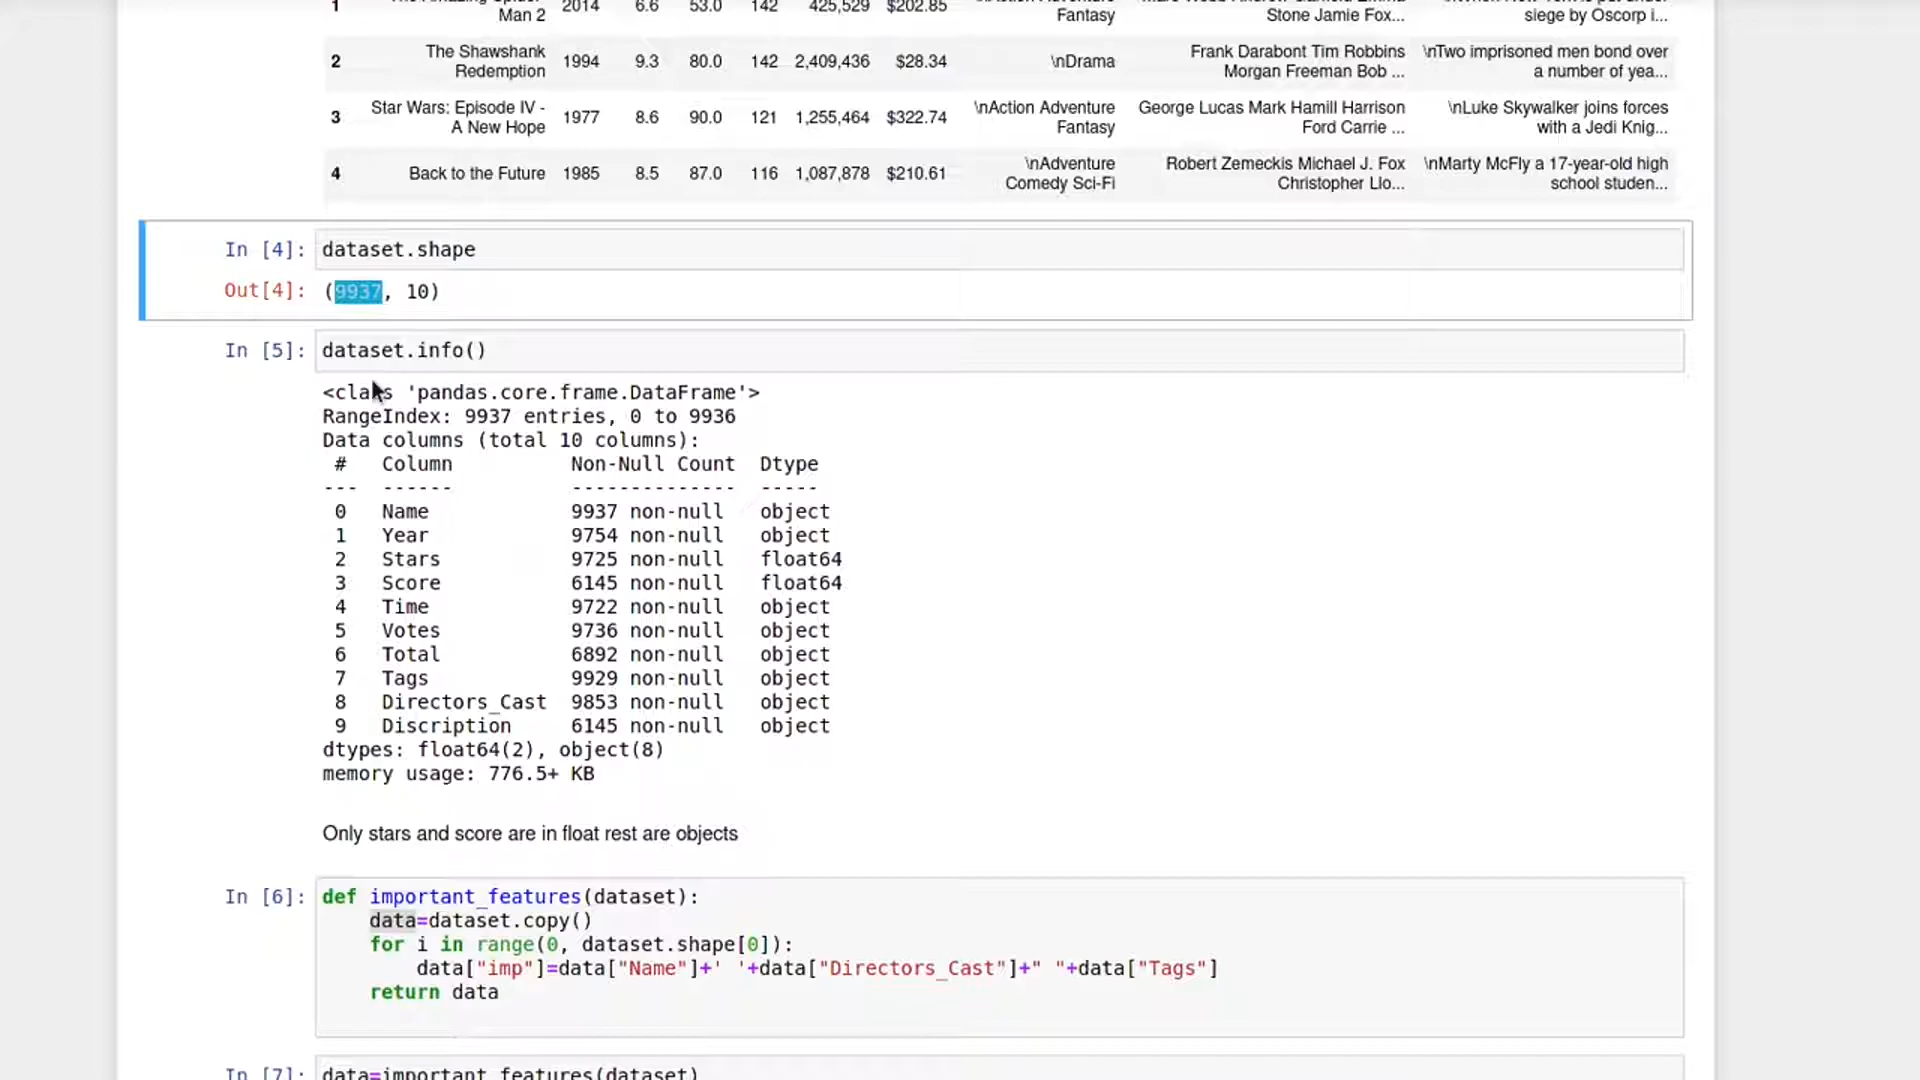 1 Man 2 2014 6.6 53.0 142 425,529 $202.85 Fantasy Stone Jamie Fox... siege by Oscorp i...
2 The Shawshank Redemption 1994 9.3 80.0 142 2,409,436 $28.34 \nDrama Frank Darabont Tim Robbins Morgan Freeman Bob ... \nTwo imprisoned men bond over a number of yea...
3 Star Wars: Episode IV - A New Hope 1977 8.6 90.0 121 1,255,464 $322.74 \nAction Adventure Fantasy George Lucas Mark Hamill Harrison Ford Carrie ... \nLuke Skywalker joins forces with a Jedi Knig...
4 Back to the Future 1985 8.5 87.0 116 1,087,878 $210.61 \nAdventure Comedy Sci-Fi Robert Zemeckis Michael J. Fox Christopher Llo... \nMarty McFly a 17-year-old high school studen...
In [4]: dataset.shape
Out[4]: (9937, 10)
In [5]: dataset.info()
<class 'pandas.core.frame.DataFrame'>
RangeIndex: 9937 entries, 0 to 9936
Data columns (total 10 columns):
# Column Non-Null Count Dtype
--- ------ -------------- -----
0 Name 9937 non-null object
1 Year 9754 non-null object
2 Stars 9725 non-null float64
3 Score 6145 non-null float64
4 Time 9722 non-null object
5 Votes 9736 non-null object
6 Total 6892 non-null object
7 Tags 9929 non-null object
8 Directors_Cast 9853 non-null object
9 Discription 6145 non-null object
dtypes: float64(2), object(8)
memory usage: 776.5+ KB
Only stars and score are in float rest are objects
In [6]: def important_features(dataset):
data=dataset.copy()
for i in range(0, dataset.shape[0]):
data["imp"]=data["Name"]+' '+data["Directors_Cast"]+" "+data["Tags"]
return data
In [7]: data=important_features(dataset)